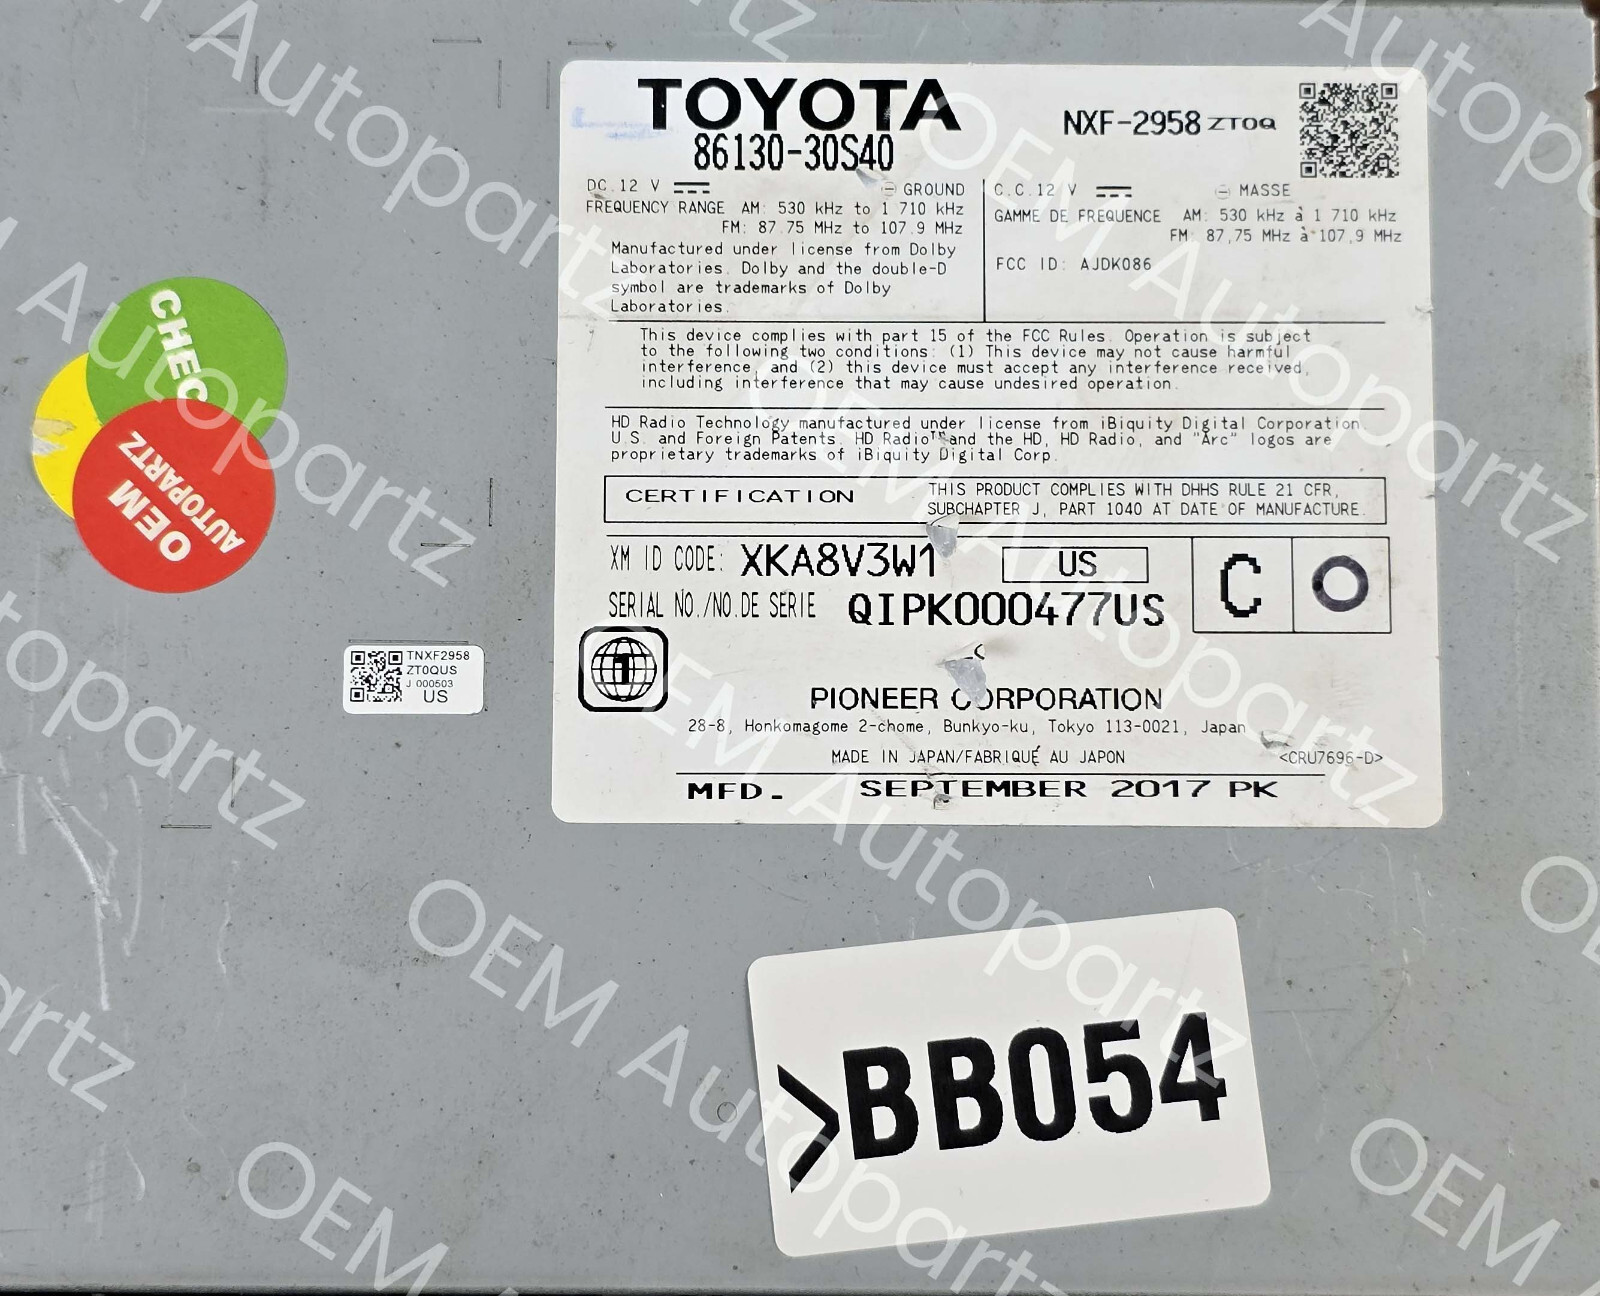 TOYOTA
86130-30S40
NXF-2958 ZT0Q
DC 12 V GROUND
FREQUENCY RANGE AM: 530 kHz to 1 710 kHz
FM: 87.75 MHz to 107.9 MHz
Manufactured under license from Dolby
Laboratories. Dolby and the double-D
symbol are trademarks of Dolby
Laboratories.
C.C. 12 V MASSE
GAMME DE FREQUENCE AM: 530 kHz à 1 710 kHz
FM: 87,75 MHz à 107,9 MHz
FCC ID: AJDK086
This device complies with part 15 of the FCC Rules. Operation is subject
to the following two conditions: (1) This device may not cause harmful
interference, and (2) this device must accept any interference received,
including interference that may cause undesired operation.
HD Radio Technology manufactured under license from iBiquity Digital Corporation.
U.S. and Foreign Patents. HD Radio™ and the HD, HD Radio, and "Arc" logos are
proprietary trademarks of iBiquity Digital Corp.
CERTIFICATION
THIS PRODUCT COMPLIES WITH DHHS RULE 21 CFR,
SUBCHAPTER J, PART 1040 AT DATE OF MANUFACTURE.
XM ID CODE: XKA8V3W1 US
SERIAL NO./NO.DE SERIE QIPK000477US
C O
T
PIONEER CORPORATION
28-8, Honkomagome 2-chome, Bunkyo-ku, Tokyo 113-0021, Japan
MADE IN JAPAN/FABRIQUÉ AU JAPON
<CRU7696-D>
MFD. SEPTEMBER 2017 PK
CHEC
OEM
AUTOPARTZ
TNXF2958
ZT0QUS
J 000503
US
>BB054
OEM Autopartz
OEM Autopartz
OEM Autopartz
OEM Autopartz